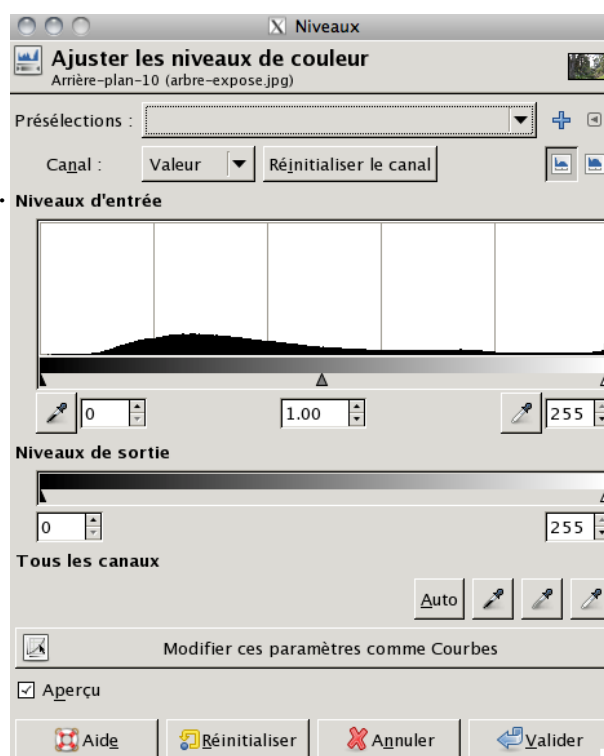 Niveaux
Ajuster les niveaux de couleur
Arrière-plan-10 (arbre-expose.jpg)
Présélections :
Canal : Valeur Réinitialiser le canal
Niveaux d'entrée
0 1.00 255
Niveaux de sortie
0 255
Tous les canaux
Auto
Modifier ces paramètres comme Courbes
Aperçu
Aide Réinitialiser Annuler Valider